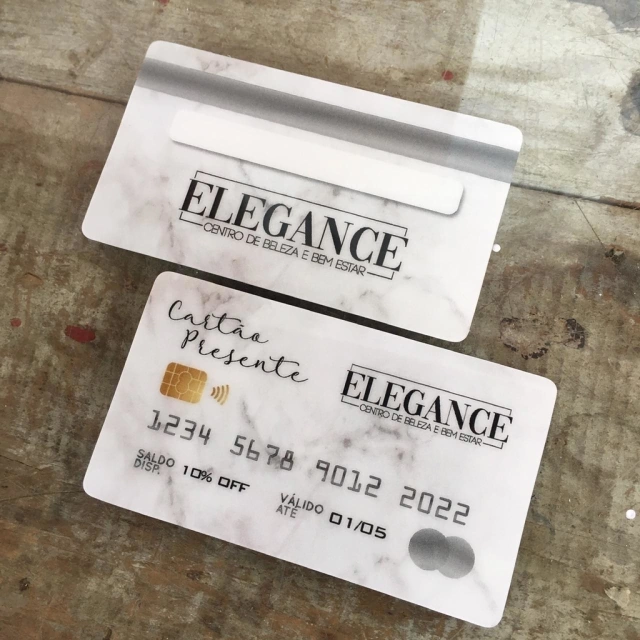 ELEGANCE
CENTRO DE BELEZA E BEM ESTAR
Cartão
Presente
ELEGANCE
CENTRO DE BELEZA E BEM ESTAR
1234 5678 9012 2022
SALDO
DISP. 10% OFF
VÁLIDO
ATÉ 01/05